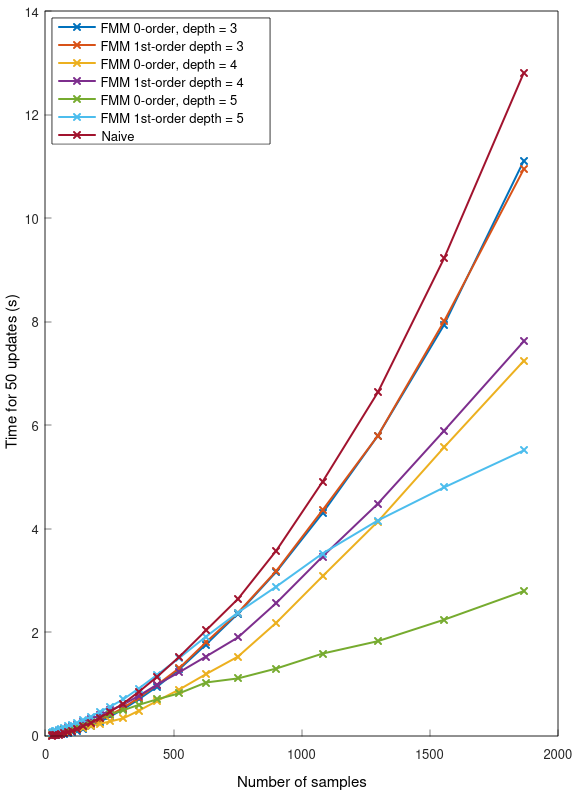 14
12
10
8
6
4
2
0
Time for 50 updates (s)
FMM 0-order, depth = 3
FMM 1st-order depth = 3
FMM 0-order, depth = 4
FMM 1st-order depth = 4
FMM 0-order, depth = 5
FMM 1st-order depth = 5
Naive
0 500 1000 1500 2000
Number of samples